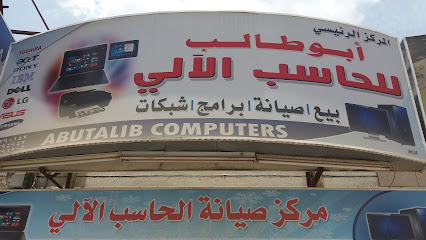 المركز الرئيسي
أبوطالب
للحاسب الآلي
بيع | صيانة | برامج | شبكات
TOSHIBA
acer
SONY
IBM
DELL
LG
ASUS
ABUTALIB COMPUTERS
مركز صيانة الحاسب الآلي